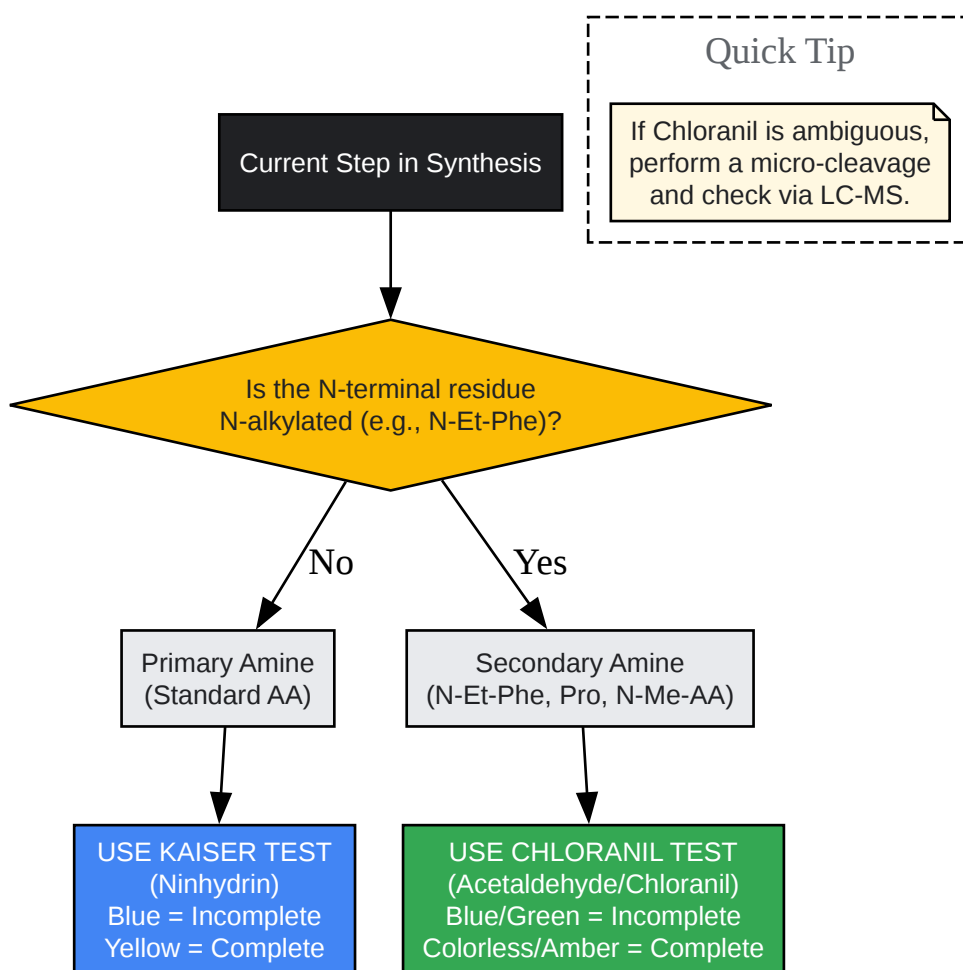 Quick Tip
If Chloranil is ambiguous,
perform a micro-cleavage
and check via LC-MS.
Current Step in Synthesis
Is the N-terminal residue
N-alkylated (e.g., N-Et-Phe)?
No
Yes
Primary Amine
(Standard AA)
Secondary Amine
(N-Et-Phe, Pro, N-Me-AA)
USE KAISER TEST
(Ninhydrin)
Blue = Incomplete
Yellow = Complete
USE CHLORANIL TEST
(Acetaldehyde/Chloranil)
Blue/Green = Incomplete
Colorless/Amber = Complete